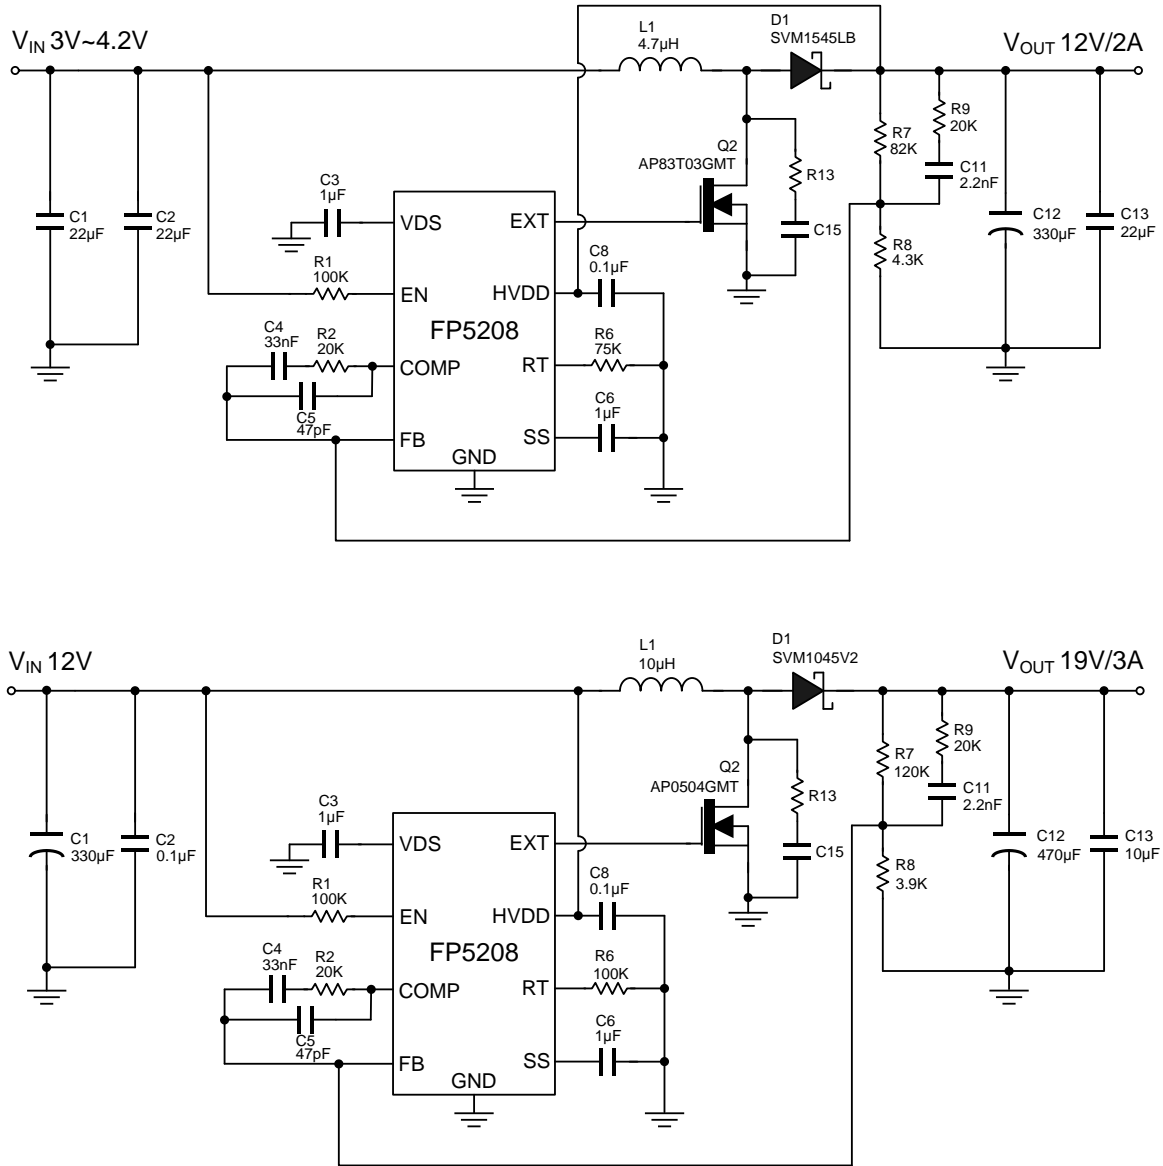 V_IN 3V~4.2V
L1
4.7µH
D1
SVM1545LB
V_OUT 12V/2A
C1
22µF
C2
22µF
C3
1µF
R1
100K
C4
33nF
R2
20K
C5
47pF
VDS
EN
COMP
FB
GND
FP5208
EXT
HVDD
RT
SS
C8
0.1µF
R6
75K
C6
1µF
Q2
AP83T03GMT
R13
C15
R7
82K
R8
4.3K
R9
20K
C11
2.2nF
C12
330µF
C13
22µF
V_IN 12V
L1
10µH
D1
SVM1045V2
V_OUT 19V/3A
C1
330µF
C2
0.1µF
C3
1µF
R1
100K
C4
33nF
R2
20K
C5
47pF
VDS
EN
COMP
FB
GND
FP5208
EXT
HVDD
RT
SS
C8
0.1µF
R6
100K
C6
1µF
Q2
AP0504GMT
R13
C15
R7
120K
R8
3.9K
R9
20K
C11
2.2nF
C12
470µF
C13
10µF